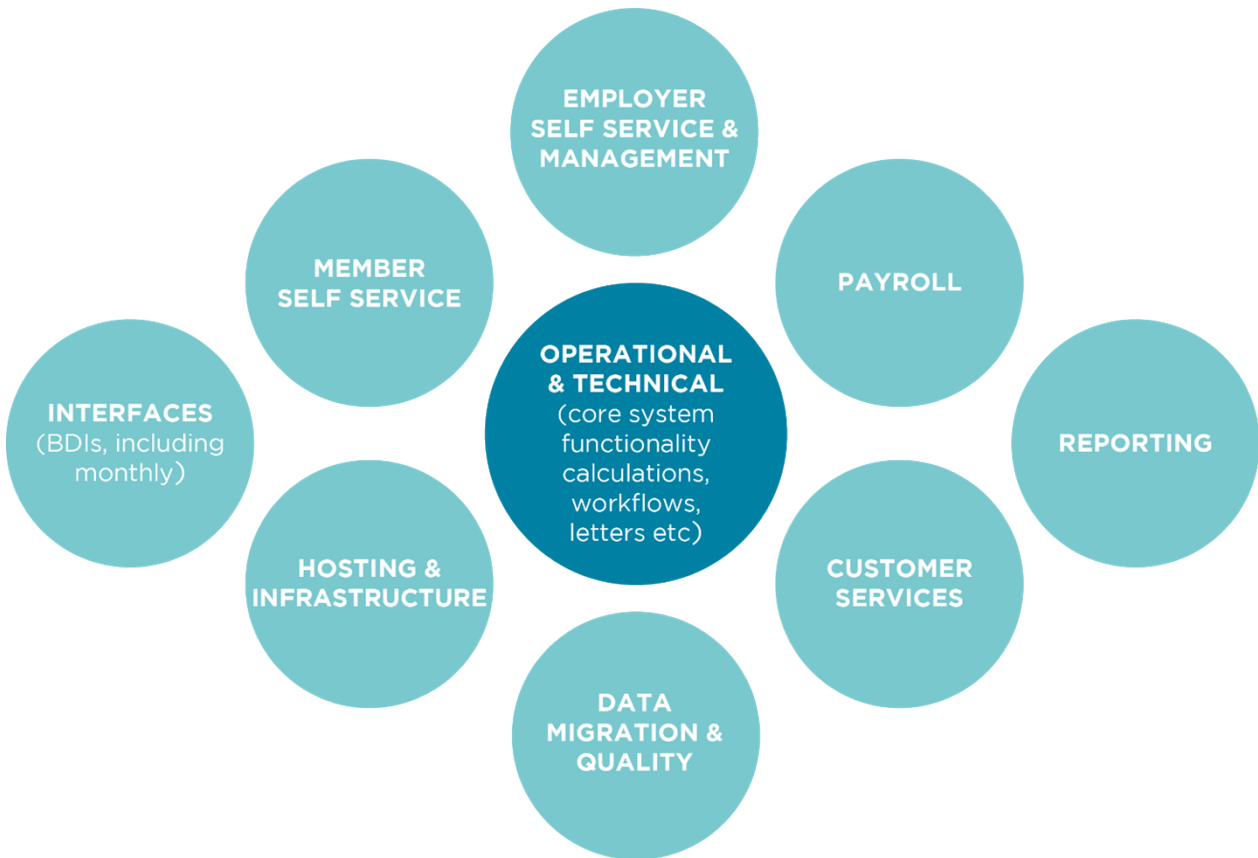 EMPLOYER
SELF SERVICE &
MANAGEMENT
MEMBER
SELF SERVICE
PAYROLL
OPERATIONAL
& TECHNICAL
(core system
functionality
calculations,
workflows,
letters etc)
INTERFACES
(BDIs, including
monthly)
REPORTING
HOSTING &
INFRASTRUCTURE
CUSTOMER
SERVICES
DATA
MIGRATION &
QUALITY